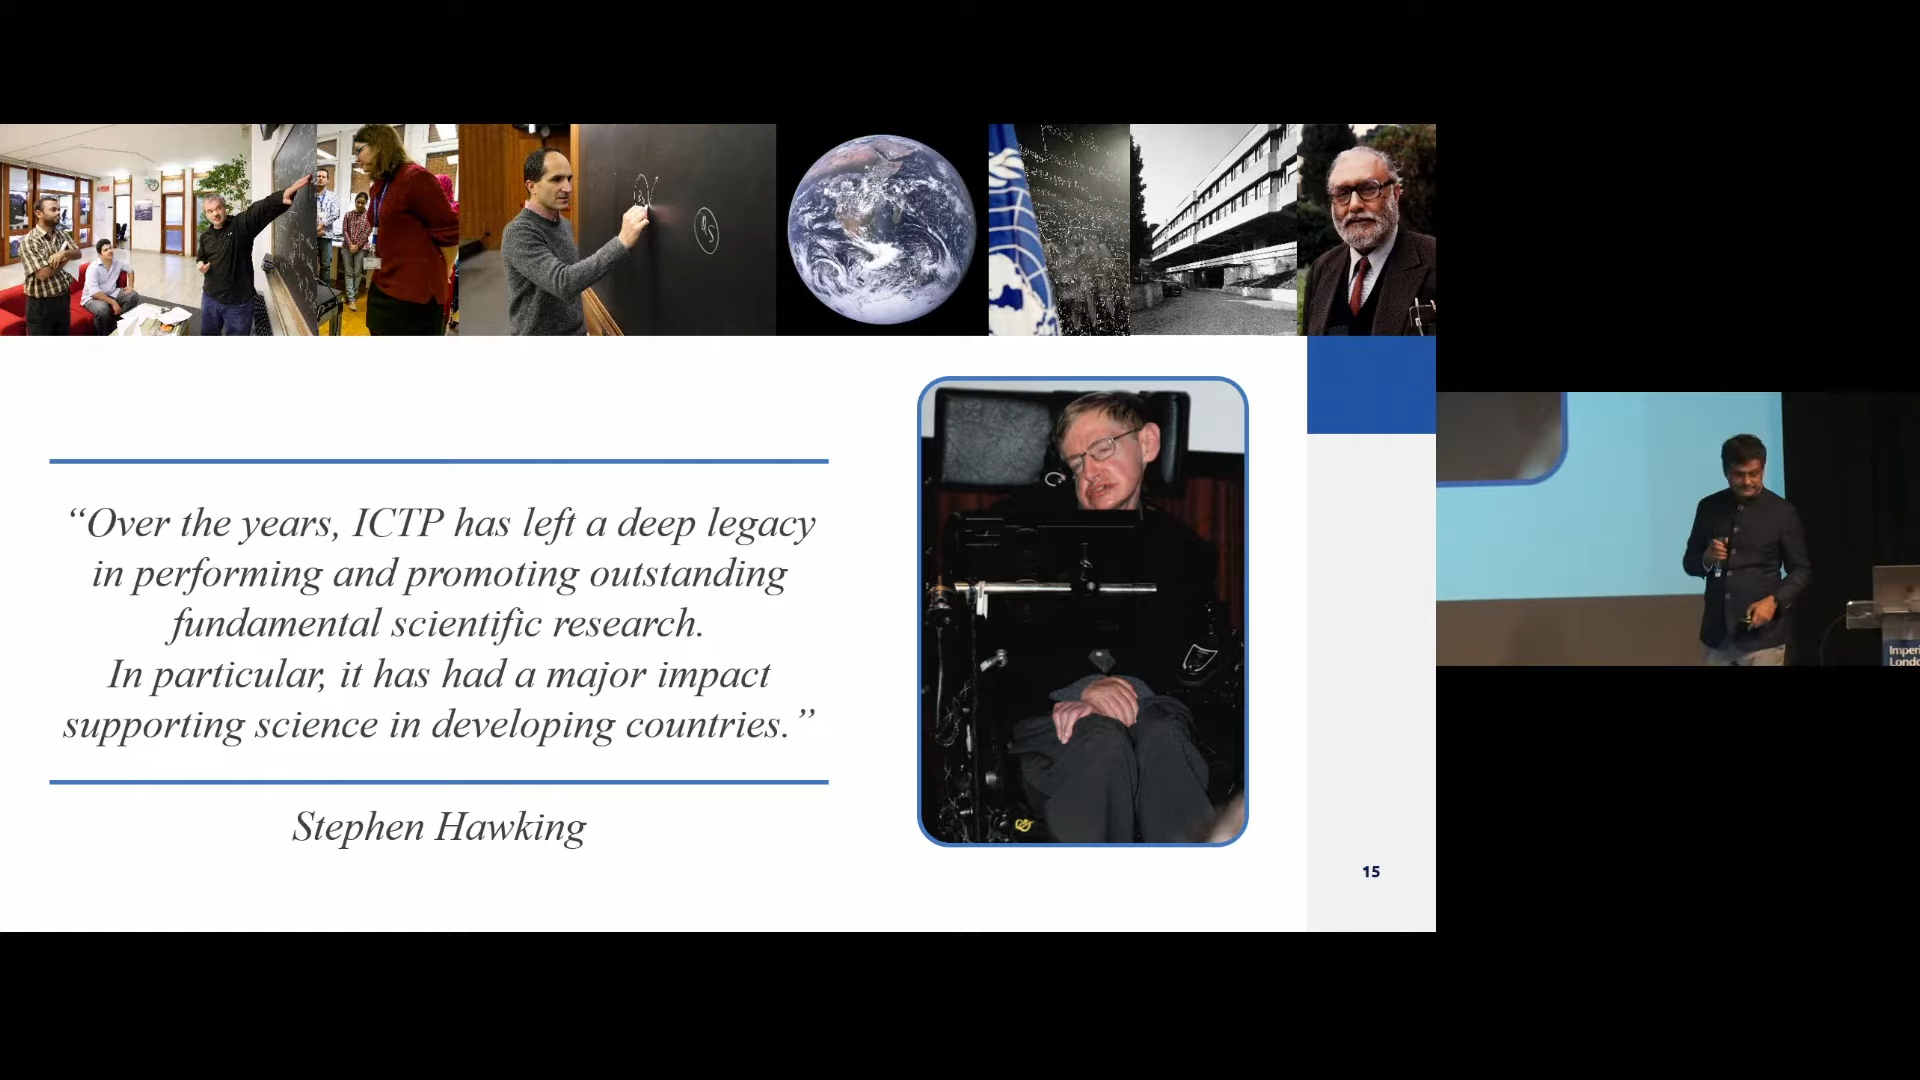 “Over the years, ICTP has left a deep legacy
in performing and promoting outstanding
fundamental scientific research.
In particular, it has had a major impact
supporting science in developing countries.”
Stephen Hawking
15